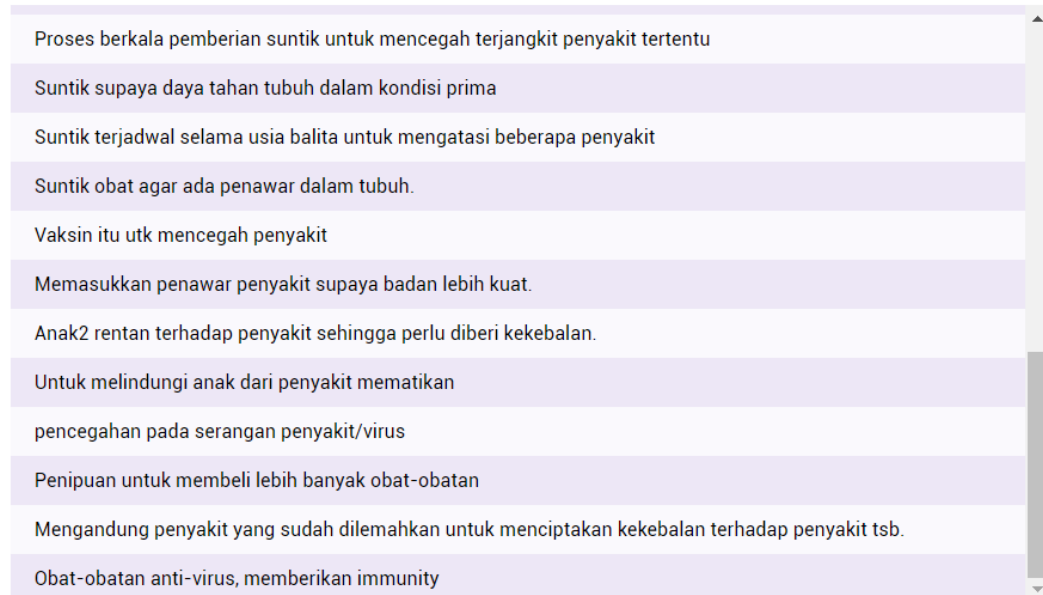 Proses berkala pemberian suntik untuk mencegah terjangkit penyakit tertentu
Suntik supaya daya tahan tubuh dalam kondisi prima
Suntik terjadwal selama usia balita untuk mengatasi beberapa penyakit
Suntik obat agar ada penawar dalam tubuh.
Vaksin itu utk mencegah penyakit
Memasukkan penawar penyakit supaya badan lebih kuat.
Anak2 rentan terhadap penyakit sehingga perlu diberi kekebalan.
Untuk melindungi anak dari penyakit mematikan
pencegahan pada serangan penyakit/virus
Penipuan untuk membeli lebih banyak obat-obatan
Mengandung penyakit yang sudah dilemahkan untuk menciptakan kekebalan terhadap penyakit tsb.
Obat-obatan anti-virus, memberikan immunity